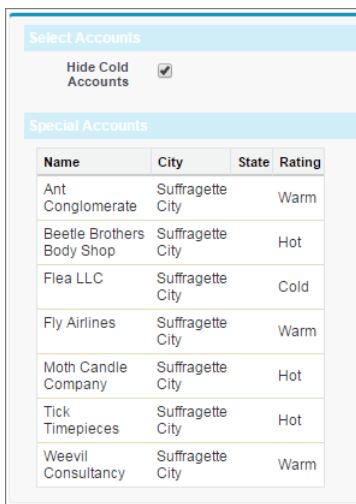 Select Accounts
Hide Cold
Accounts
Special Accounts
Name City State Rating
Ant
Conglomerate
Suffragette
City
Warm
Beetle Brothers
Body Shop
Suffragette
City
Hot
Flea LLC
Suffragette
City
Cold
Fly Airlines
Suffragette
City
Warm
Moth Candle
Company
Suffragette
City
Hot
Tick
Timepieces
Suffragette
City
Hot
Weevil
Consultancy
Suffragette
City
Warm